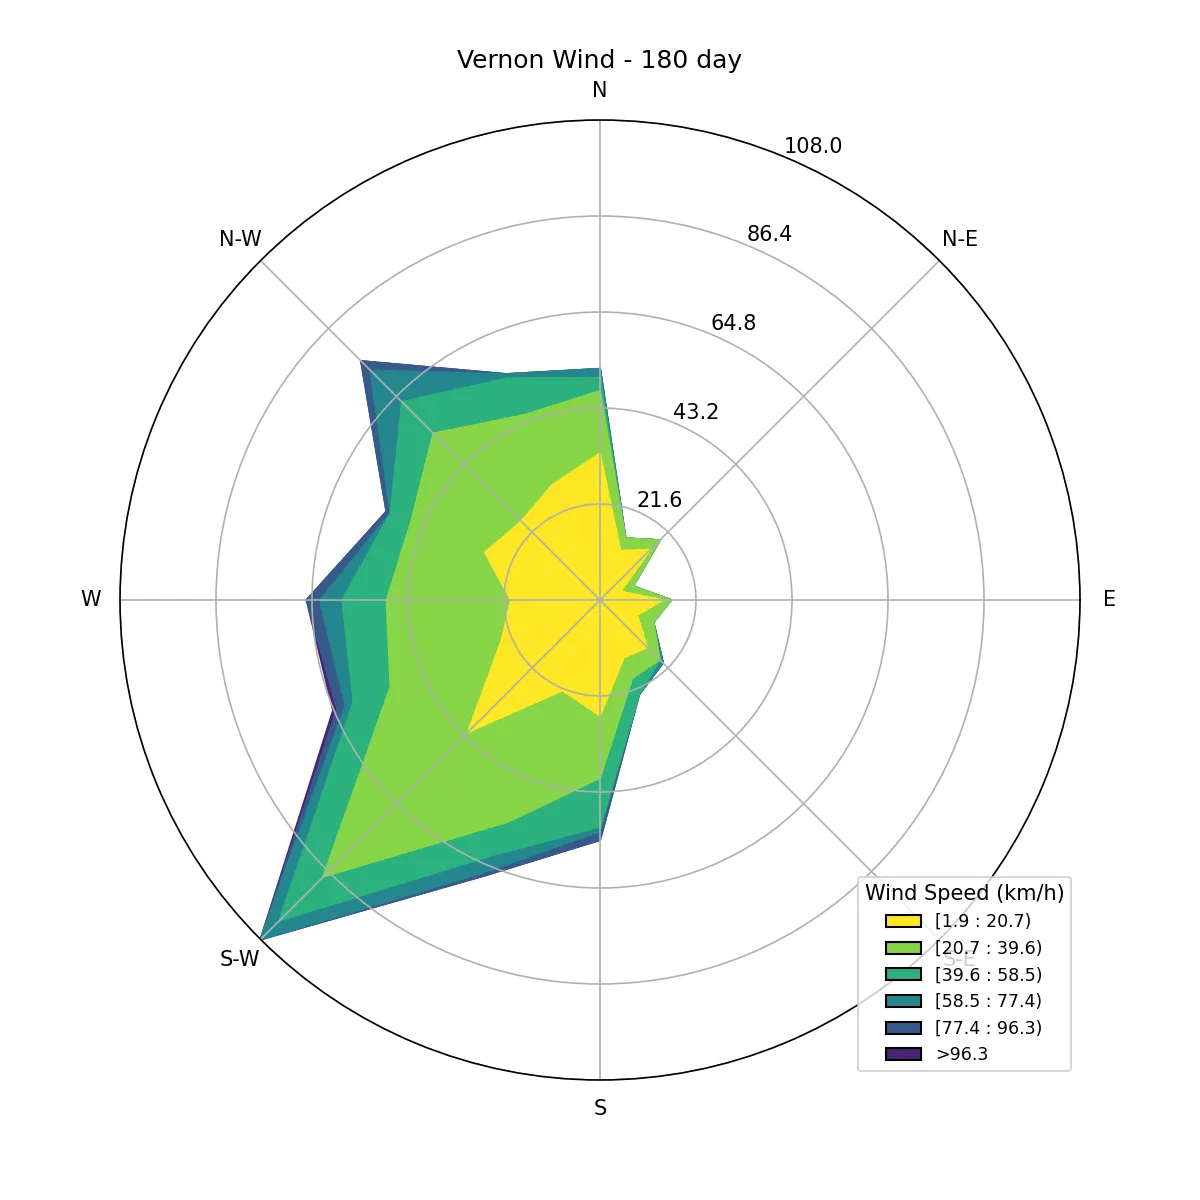 Vernon Wind - 180 day
N
108.0
86.4
N-W
N-E
64.8
43.2
21.6
W
E
S-W
S-E
Wind Speed (km/h)
[1.9 : 20.7)
[20.7 : 39.6)
[39.6 : 58.5)
[58.5 : 77.4)
[77.4 : 96.3)
>96.3
S